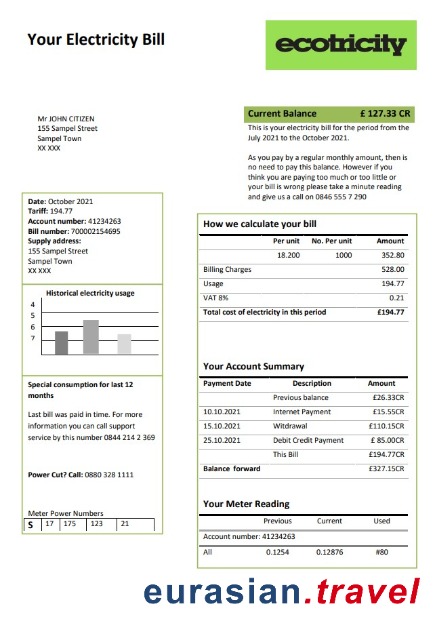 Your Electricity Bill
ecotricity
Mr JOHN CITIZEN
155 Sampel Street
Sampel Town
XX XXX
Current Balance £ 127.33 CR
This is your electricity bill for the period from the
July 2021 to the October 2021.
As you pay by a regular monthly amount, then is
no need to pay this balance. However if you
think you are paying too much or too little or
your bill is wrong please take a minute reading
and give us a call on 0846 555 7 290
Date: October 2021
Tariff: 194.77
Account number: 41234263
Bill number: 700002154695
Supply address:
155 Sampel Street
Sampel Town
XX XXX
Historical electricity usage
4
5
6
7
Special consumption for last 12
months
Last bill was paid in time. For more
information you can call support
service by this number 0844 214 2 369
Power Cut? Call: 0880 328 1111
Meter Power Numbers
S 17 175 123 21
How we calculate your bill
Per unit No. Per unit Amount
18.200 1000 352.80
Billing Charges 528.00
Usage 194.77
VAT 8% 0.21
Total cost of electricity in this period £194.77
Your Account Summary
Payment Date Description Amount
Previous balance £26.33CR
10.10.2021 Internet Payment £15.55CR
15.10.2021 Witdrawal £110.15CR
25.10.2021 Debit Credit Payment £ 85.00CR
This Bill £194.77CR
Balance forward £327.15CR
Your Meter Reading
Previous Current Used
Account number: 41234263
All 0.1254 0.12876 #80
eurasian.travel